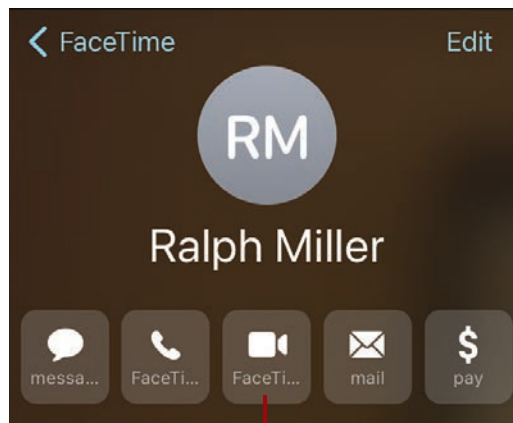 FaceTime Edit
RM
Ralph Miller
messa... FaceTi... FaceTi... mail pay